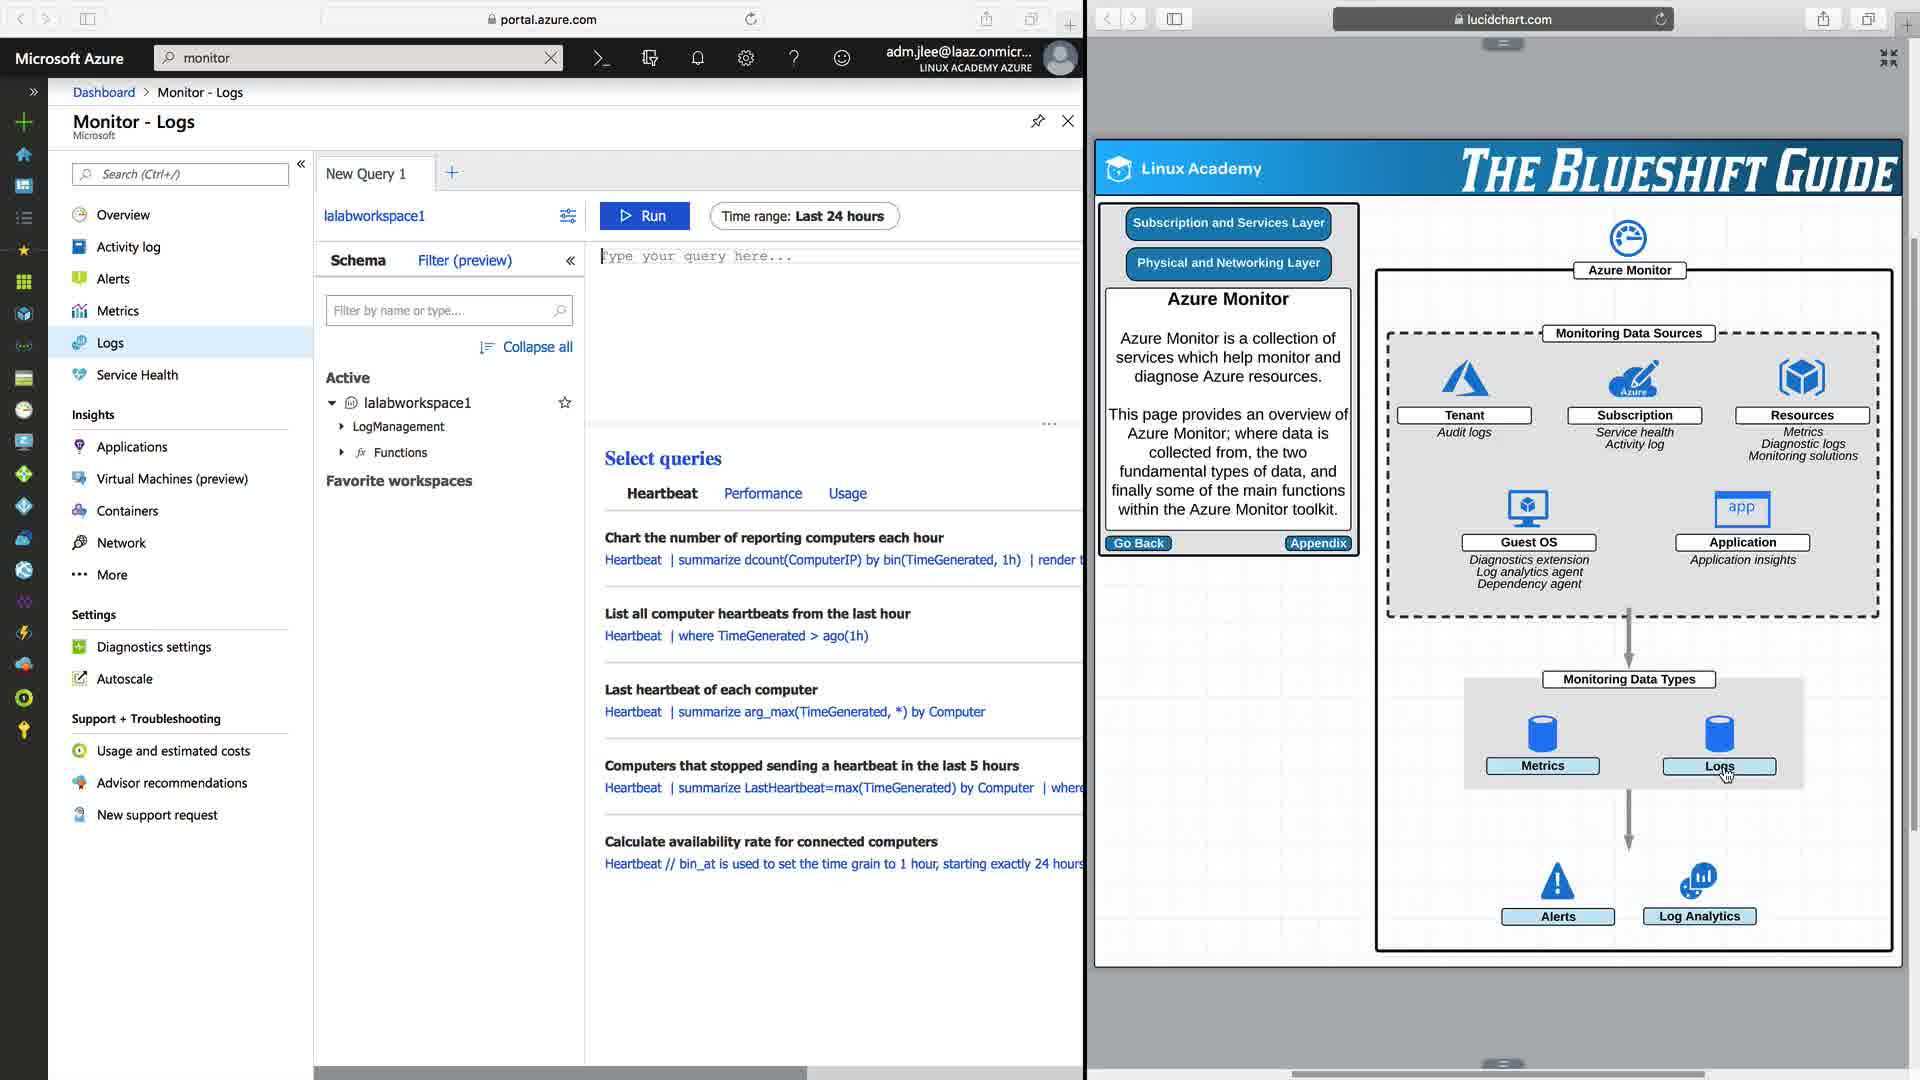 portal.azure.com
lucidchart.com
Microsoft Azure
monitor
adm.jlee@laaz.onmicr...
LINUX ACADEMY AZURE
Dashboard > Monitor - Logs
Monitor - Logs
Microsoft
Search (Ctrl+/)
Overview
Activity log
Alerts
Metrics
Logs
Service Health
Insights
Applications
Virtual Machines (preview)
Containers
Network
More
Settings
Diagnostics settings
Autoscale
Support + Troubleshooting
Usage and estimated costs
Advisor recommendations
New support request
New Query 1
lalabworkspace1
Run
Time range: Last 24 hours
Schema
Filter (preview)
Type your query here...
Filter by name or type...
Collapse all
Active
lalabworkspace1
LogManagement
fx Functions
Favorite workspaces
Select queries
Heartbeat
Performance
Usage
Chart the number of reporting computers each hour
Heartbeat | summarize dcount(ComputerIP) by bin(TimeGenerated, 1h) | render t
List all computer heartbeats from the last hour
Heartbeat | where TimeGenerated > ago(1h)
Last heartbeat of each computer
Heartbeat | summarize arg_max(TimeGenerated, *) by Computer
Computers that stopped sending a heartbeat in the last 5 hours
Heartbeat | summarize LastHeartbeat=max(TimeGenerated) by Computer | where
Calculate availability rate for connected computers
Heartbeat // bin_at is used to set the time grain to 1 hour, starting exactly 24 hours
Linux Academy
THE BLUESHIFT GUIDE
Subscription and Services Layer
Physical and Networking Layer
Azure Monitor
Azure Monitor is a collection of
services which help monitor and
diagnose Azure resources.
This page provides an overview of
Azure Monitor; where data is
collected from, the two
fundamental types of data, and
finally some of the main functions
within the Azure Monitor toolkit.
Go Back
Appendix
Azure Monitor
Monitoring Data Sources
Azure
Tenant
Audit logs
Subscription
Service health
Activity log
Resources
Metrics
Diagnostic logs
Monitoring solutions
app
Guest OS
Diagnostics extension
Log analytics agent
Dependency agent
Application
Application insights
Monitoring Data Types
Metrics
Logs
Alerts
Log Analytics